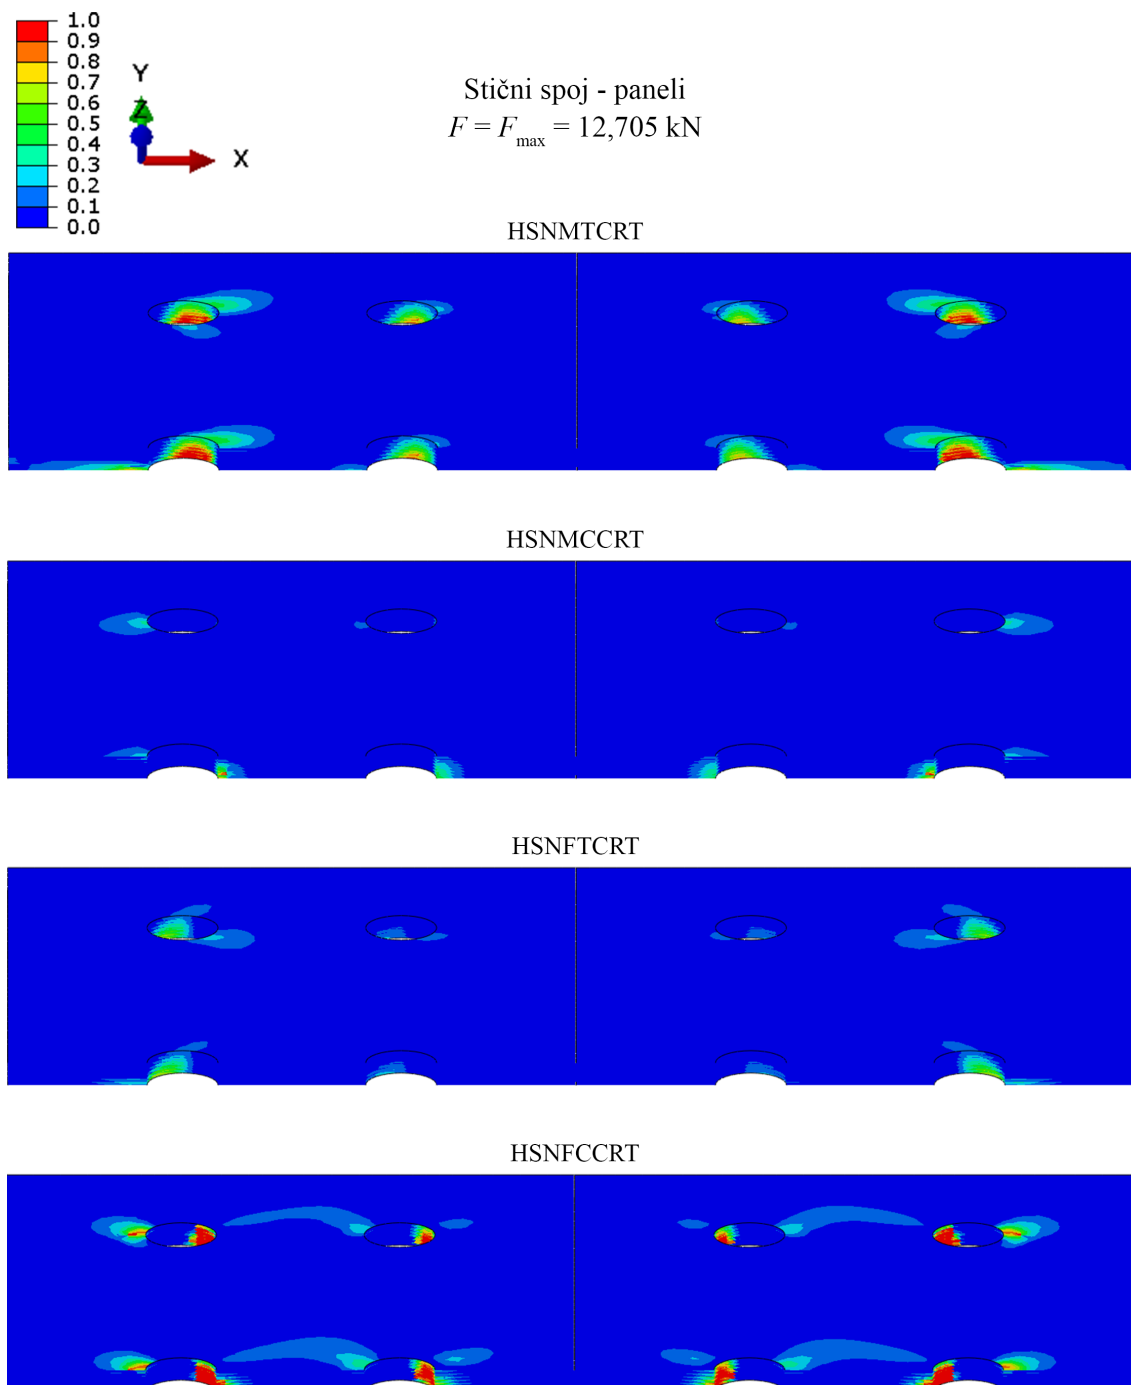 1.0
0.9
0.8
0.7
0.6
0.5
0.4
0.3
0.2
0.1
0.0
Y
Z
X
Stični spoj - paneli
F = Fmax = 12,705 kN
HSNMTCRT
HSNMCCRT
HSNFTCRT
HSNFCCRT